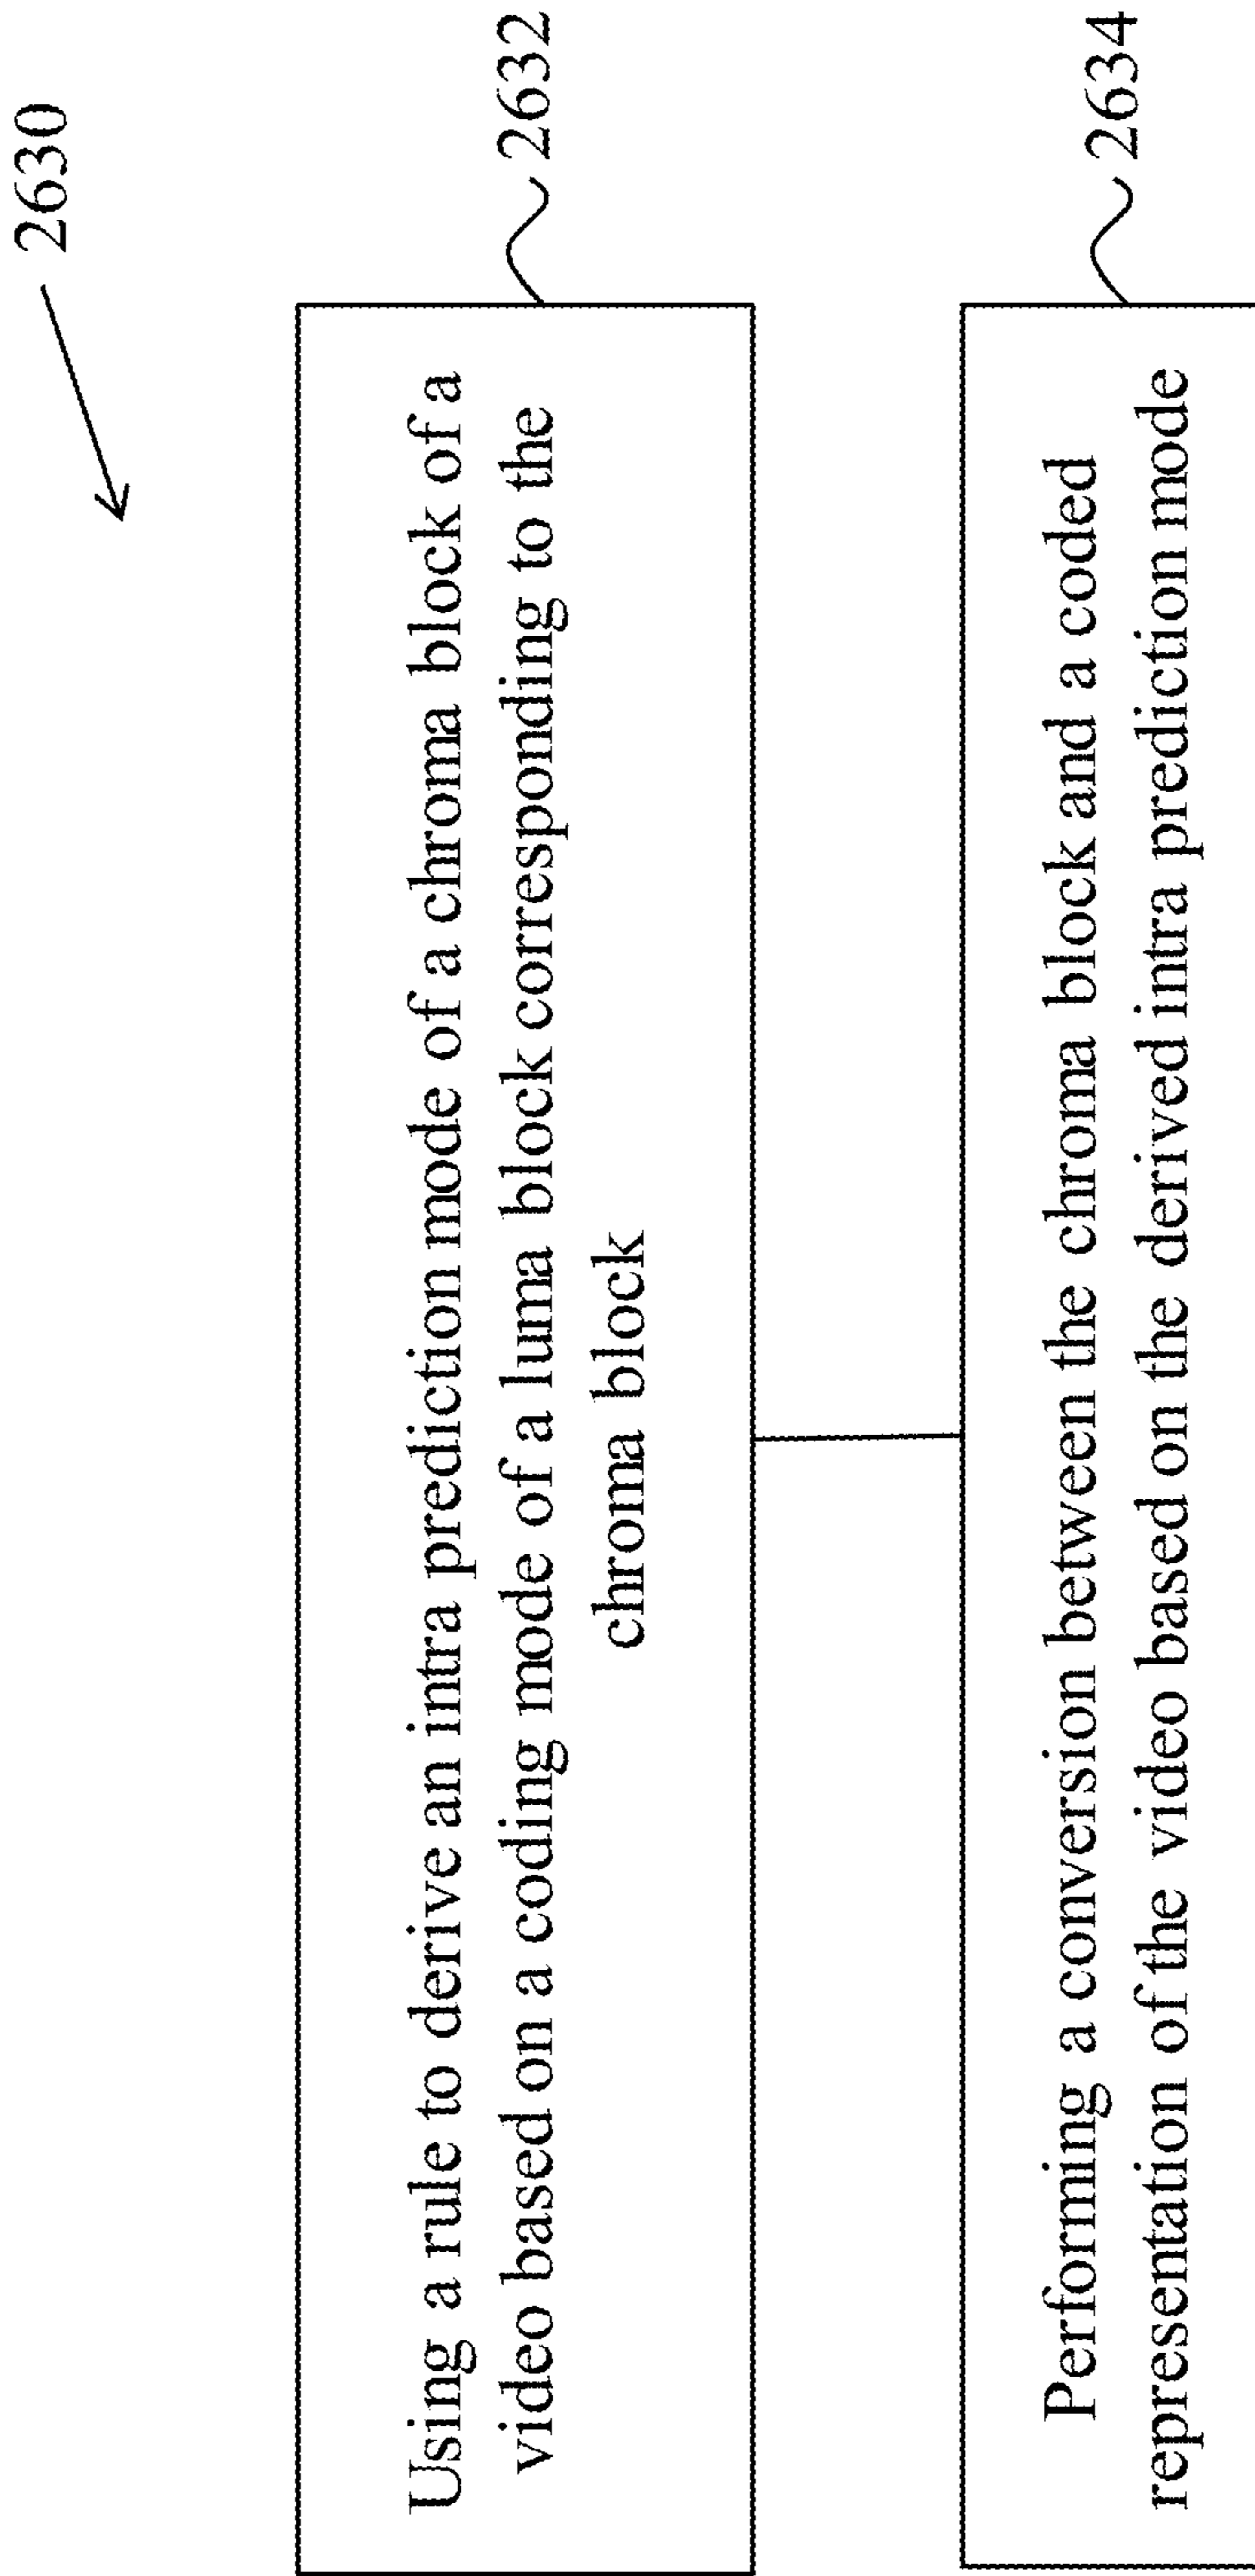 2630
Using a rule to derive an intra prediction mode of a chroma block of a
video based on a coding mode of a luma block corresponding to the
chroma block
2632
Performing a conversion between the chroma block and a coded
representation of the video based on the derived intra prediction mode
2634